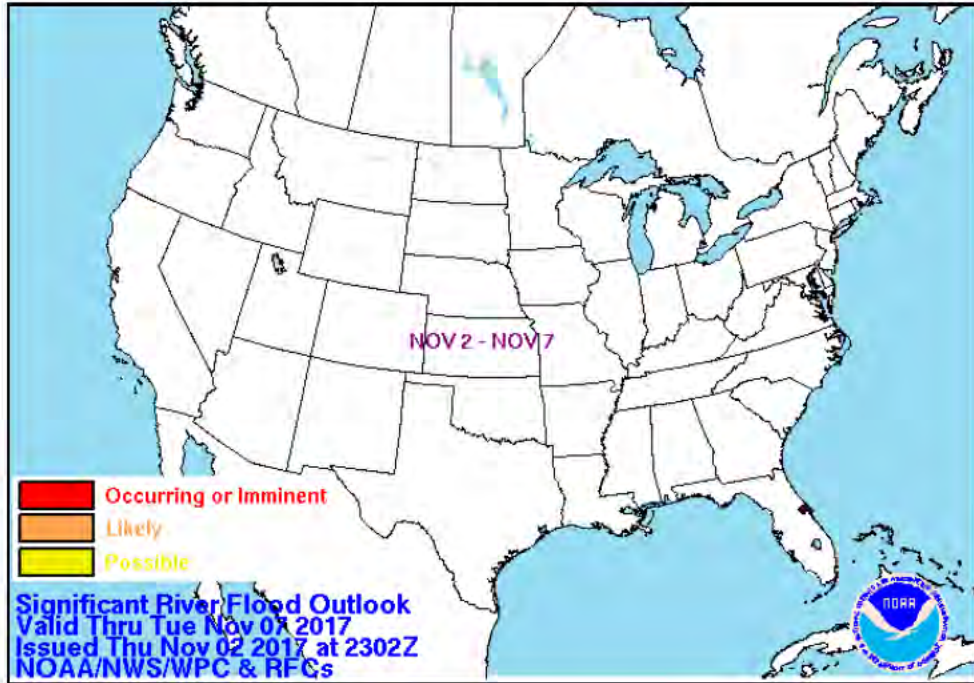 NOV 2 - NOV 7
Occurring or Imminent
Likely
Possible
Significant River Flood Outlook
Valid Thru Tue Nov 07 2017
Issued Thu Nov 02 2017 at 2302Z
NOAA/NWS/WPC & RFCs
NOAA